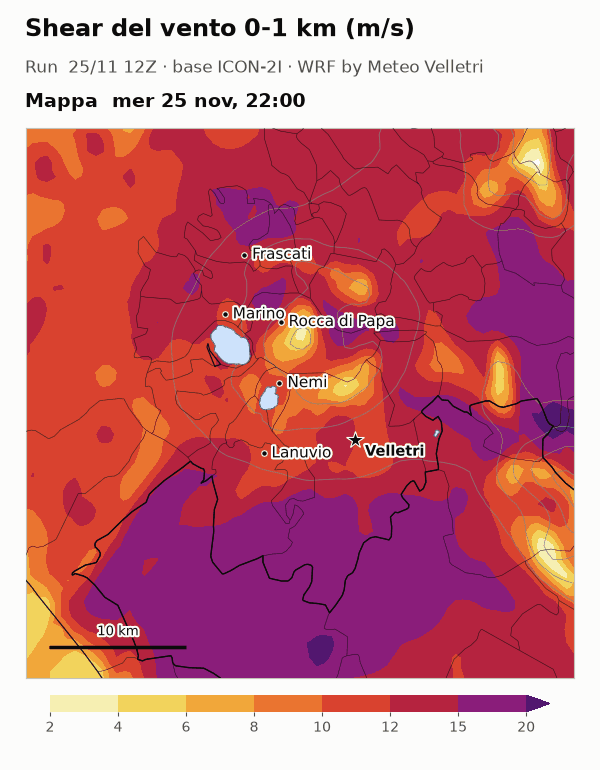 Shear del vento 0-1 km (m/s)
Run  25/11 12Z · base ICON-2I · WRF by Meteo Velletri
Mappa  mer 25 nov, 22:00
Frascati
Marino
Rocca di Papa
Nemi
Velletri
Lanuvio
10 km
2 4 6 8 10 12 15 20